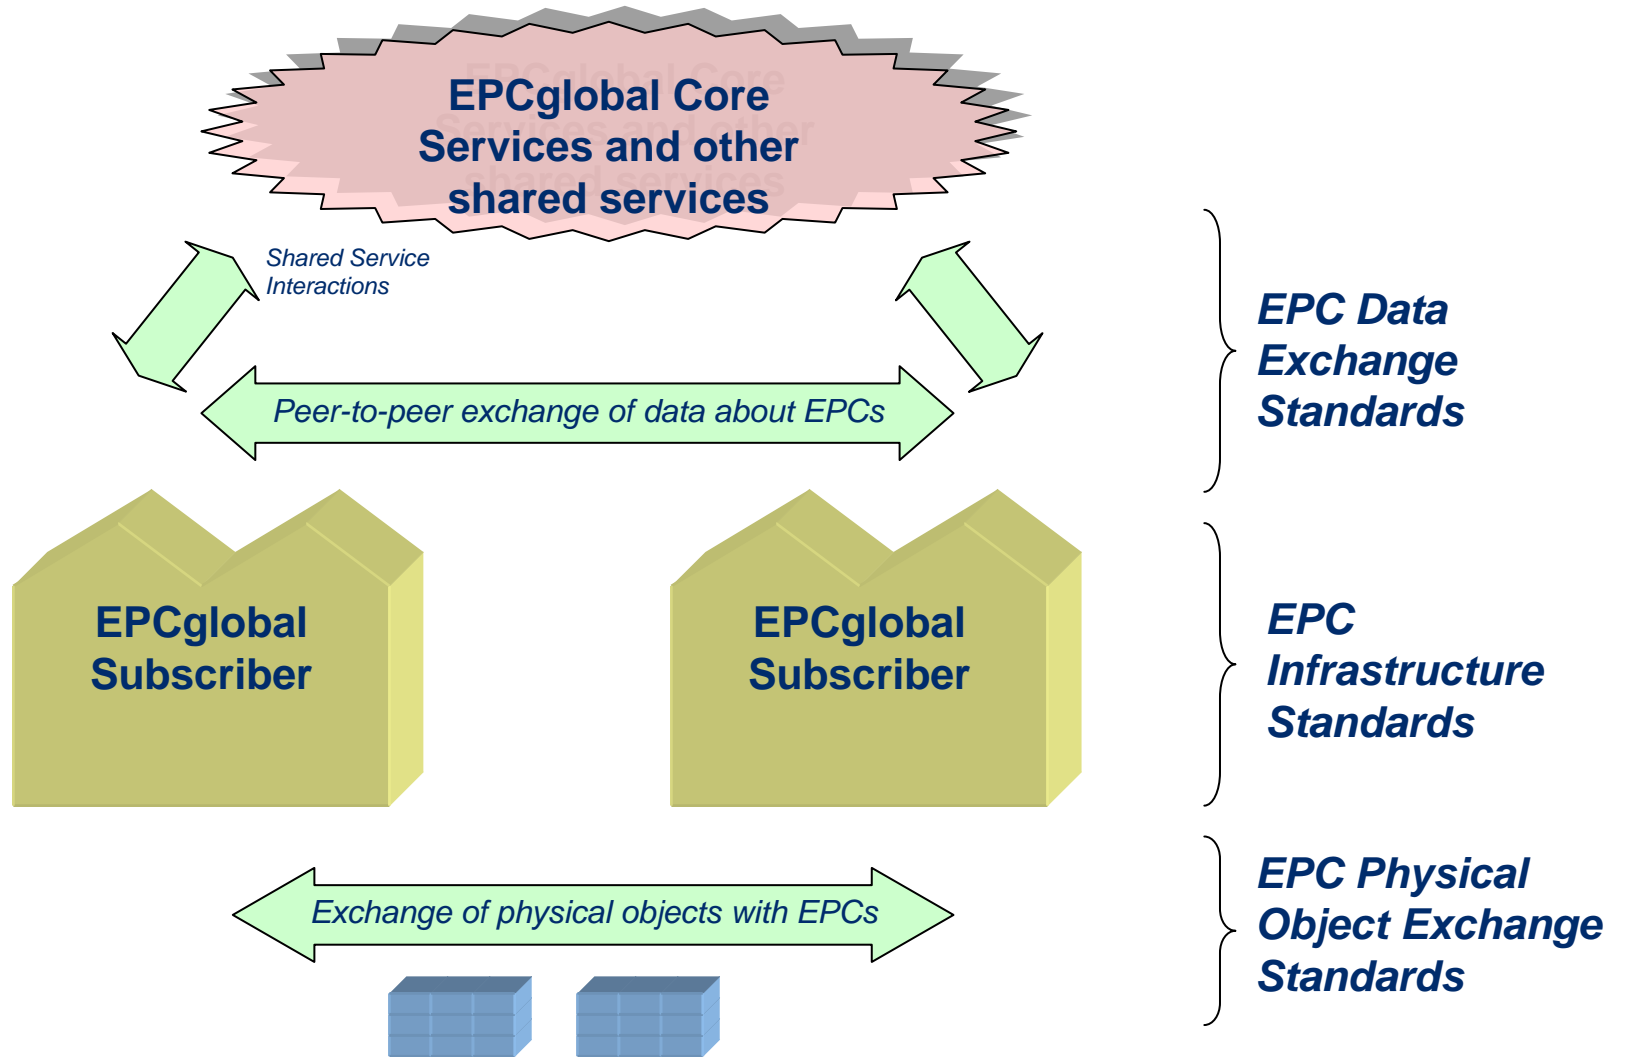 EPCglobal Core
Services and other
shared services
Shared Service
Interactions
Peer-to-peer exchange of data about EPCs
EPC Data
Exchange
Standards
EPCglobal
Subscriber
EPCglobal
Subscriber
EPC
Infrastructure
Standards
Exchange of physical objects with EPCs
EPC Physical
Object Exchange
Standards